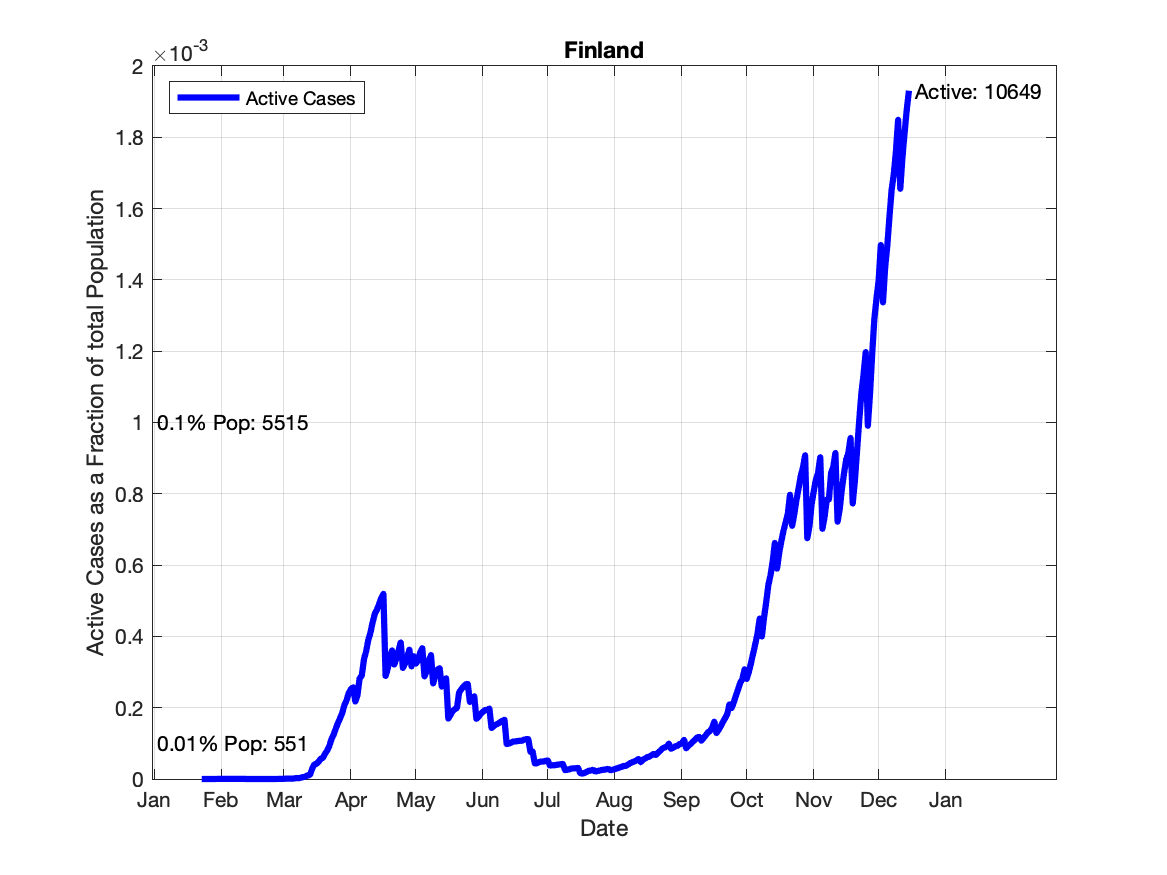 Finland
×10-3
2
1.8
1.6
1.4
1.2
1
0.8
0.6
0.4
0.2
0
Active Cases as a Fraction of total Population
Active Cases
Active: 10649
0.1% Pop: 5515
0.01% Pop: 551
Jan Feb Mar Apr May Jun Jul Aug Sep Oct Nov Dec Jan
Date